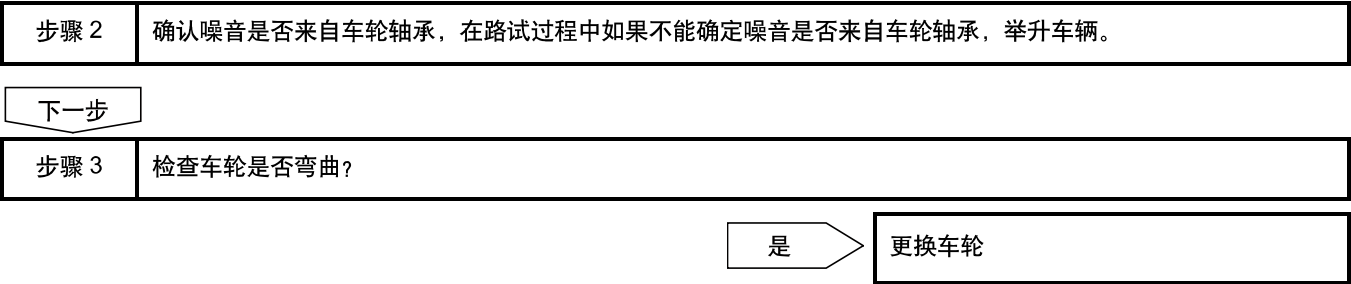 步骤 2 确认噪音是否来自车轮轴承，在路试过程中如果不能确定噪音是否来自车轮轴承，举升车辆。
下一步
步骤 3 检查车轮是否弯曲？
是 更换车轮